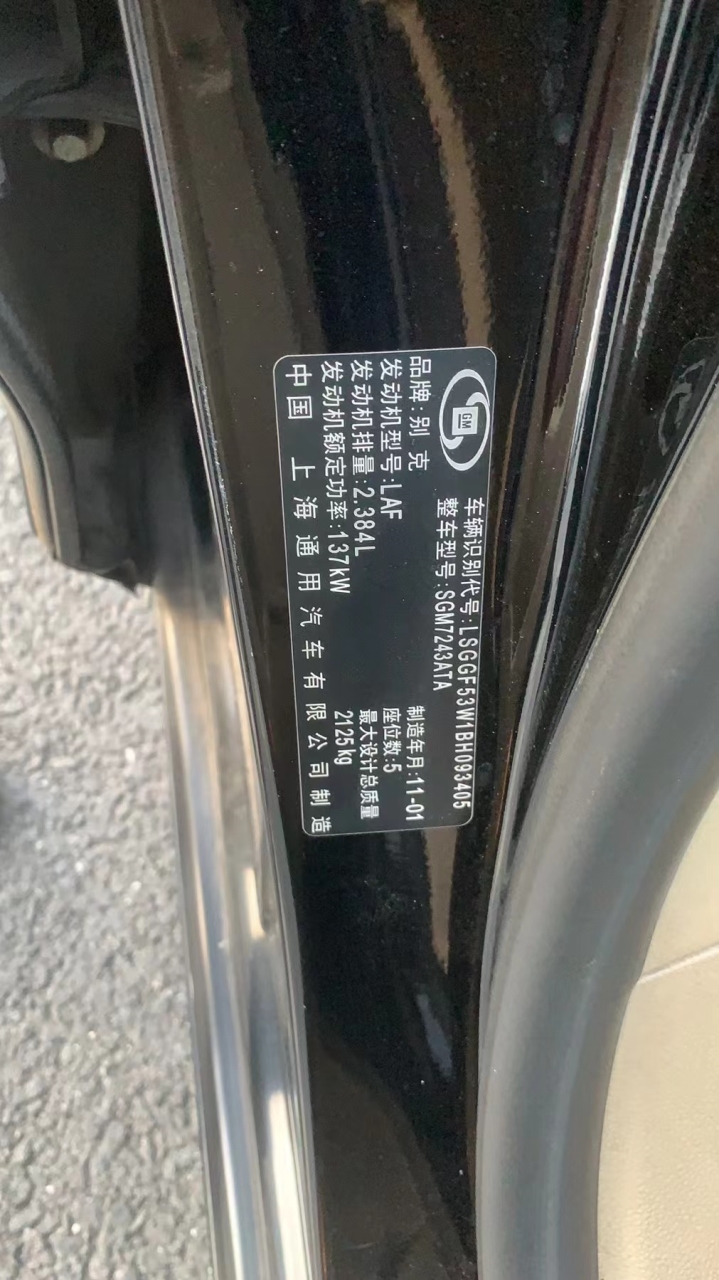 GM
车辆识别代号:LSGGF53W1BH093405
整车型号:SGM7243ATA
品牌:别 克
制造年月:11-01
发动机型号:LAF
座位数:5
发动机排量:2.384L
最大设计总质量
发动机额定功率:137kW
2125kg
中国 上海通用汽车有限公司制造